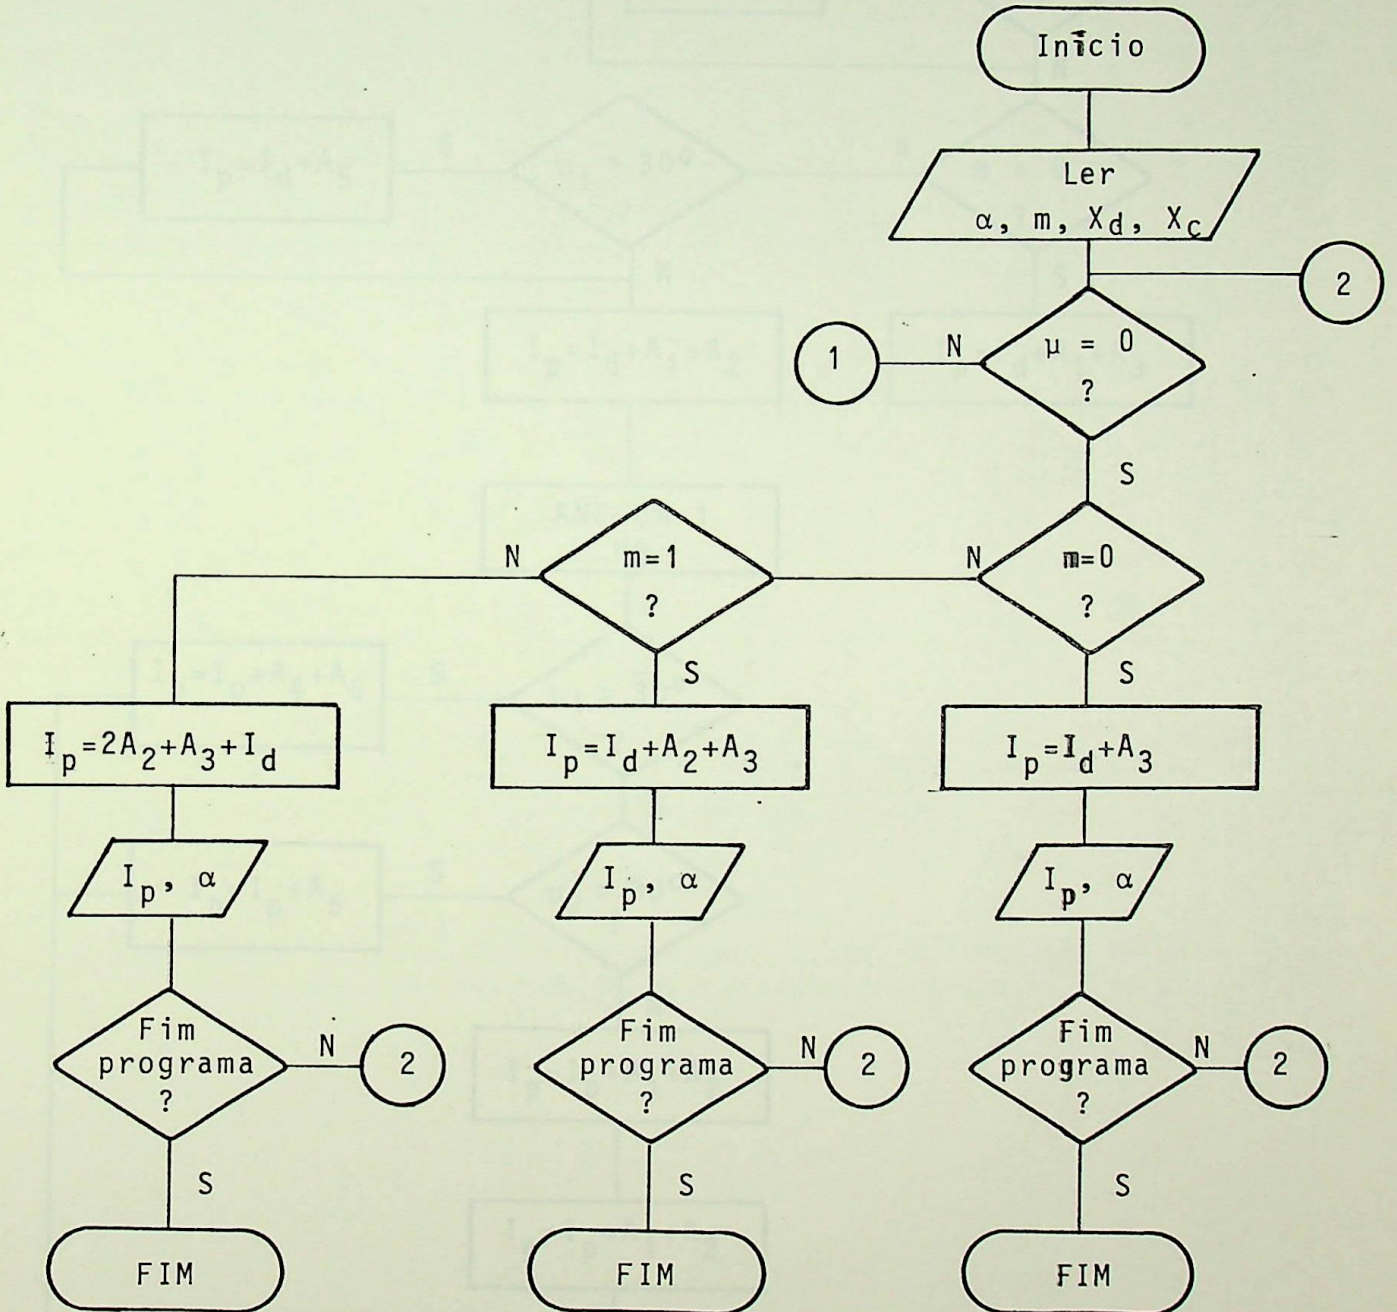 Início
Ler
α, m, X_d, X_c
2
1
N
μ = 0
?
S
N
m=1
?
N
m=0
?
S
S
I_p=2A_2+A_3+I_d
I_p=I_d+A_2+A_3
I_p=I_d+A_3
I_p, α
I_p, α
I_p, α
Fim
programa
?
N
2
Fim
programa
?
N
2
Fim
programa
?
N
2
S
S
S
FIM
FIM
FIM